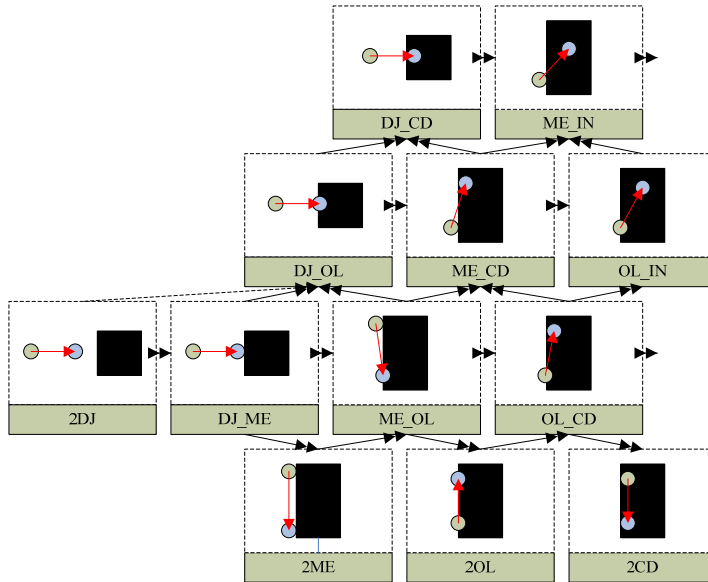 DJ_CD
ME_IN
DJ_OL
ME_CD
OL_IN
2DJ
DJ_ME
ME_OL
OL_CD
2ME
2OL
2CD